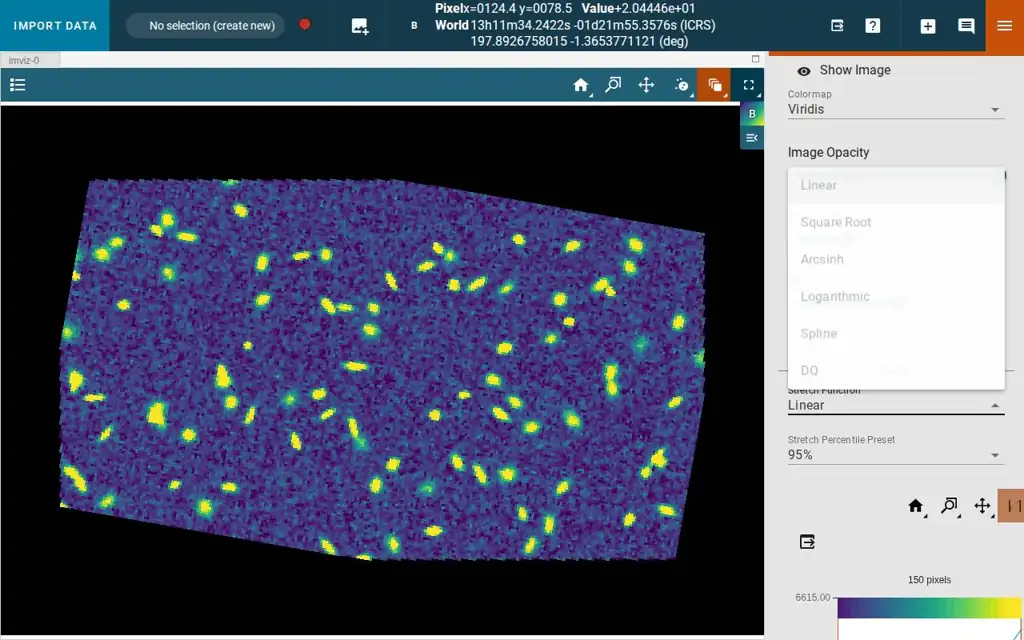 IMPORT DATA
No selection (create new)
B
Pixel x=0124.4 y=0078.5 Value +2.04446e+01
World 13h11m34.2422s -01d21m55.3576s (ICRS)
197.8926758015 -1.3653771121 (deg)
imviz-0
B
Show Image
Colormap
Viridis
Image Opacity
Linear
Square Root
Arcsinh
Logarithmic
Spline
DQ
Stretch Function
Linear
Stretch Percentile Preset
95%
150 pixels
6615.00